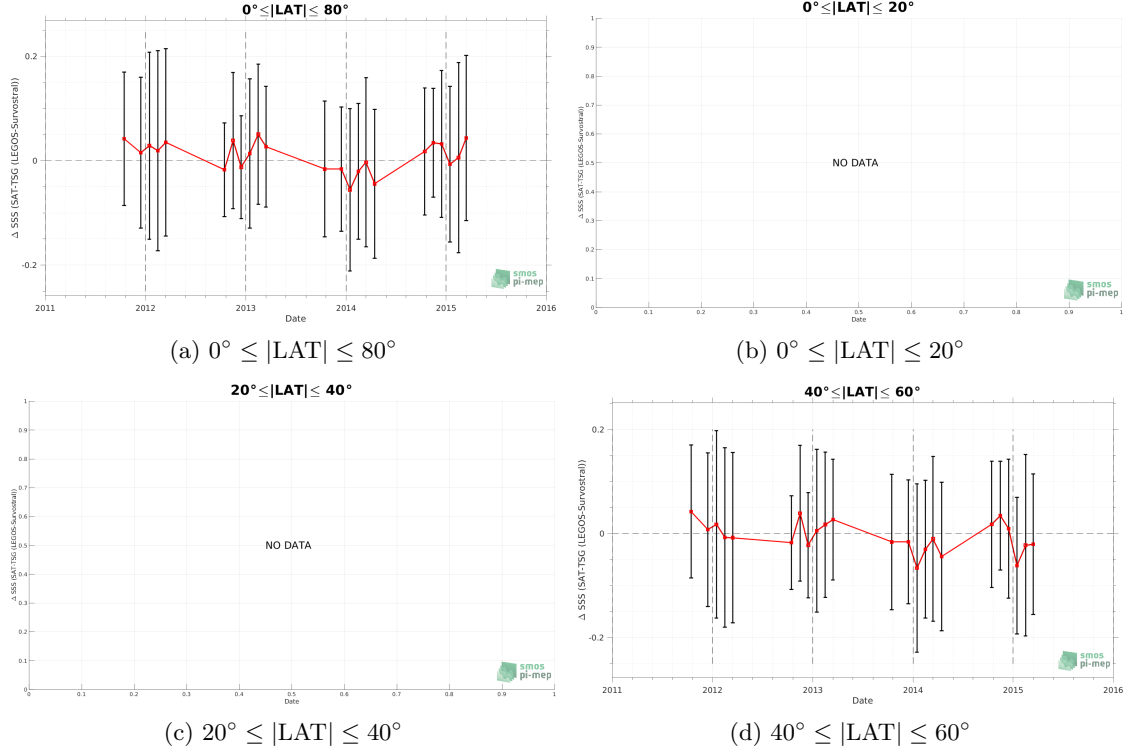 0°≤|LAT|≤ 80°
Δ SSS (SAT-TSG (LEGOS-Survostral))
0.2
0
-0.2
2011 2012 2013 2014 2015 2016
Date
smos
pi-mep
(a) 0° ≤ |LAT| ≤ 80°
0°≤|LAT|≤ 20°
Δ SSS (SAT-TSG (LEGOS-Survostral))
1
0.9
0.8
0.7
0.6
0.5
0.4
0.3
0.2
0.1
0
NO DATA
0 0.1 0.2 0.3 0.4 0.5 0.6 0.7 0.8 0.9 1
Date
smos
pi-mep
(b) 0° ≤ |LAT| ≤ 20°
20°≤|LAT|≤ 40°
Δ SSS (SAT-TSG (LEGOS-Survostral))
1
0.9
0.8
0.7
0.6
0.5
0.4
0.3
0.2
0.1
0
NO DATA
0 0.1 0.2 0.3 0.4 0.5 0.6 0.7 0.8 0.9 1
Date
smos
pi-mep
(c) 20° ≤ |LAT| ≤ 40°
40°≤|LAT|≤ 60°
Δ SSS (SAT-TSG (LEGOS-Survostral))
0.2
0
-0.2
2011 2012 2013 2014 2015 2016
Date
smos
pi-mep
(d) 40° ≤ |LAT| ≤ 60°